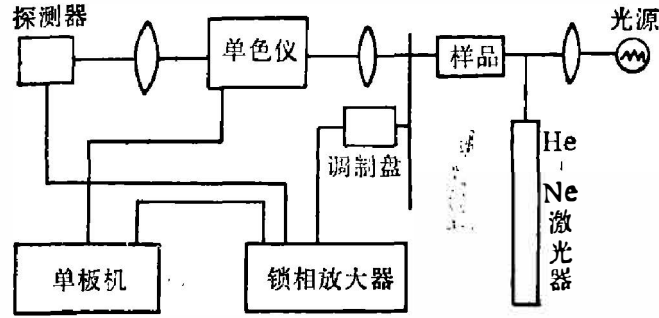 探测器
单色仪
样品
光源
调制盘
He
-
Ne
激
光
器
单板机
锁相放大器